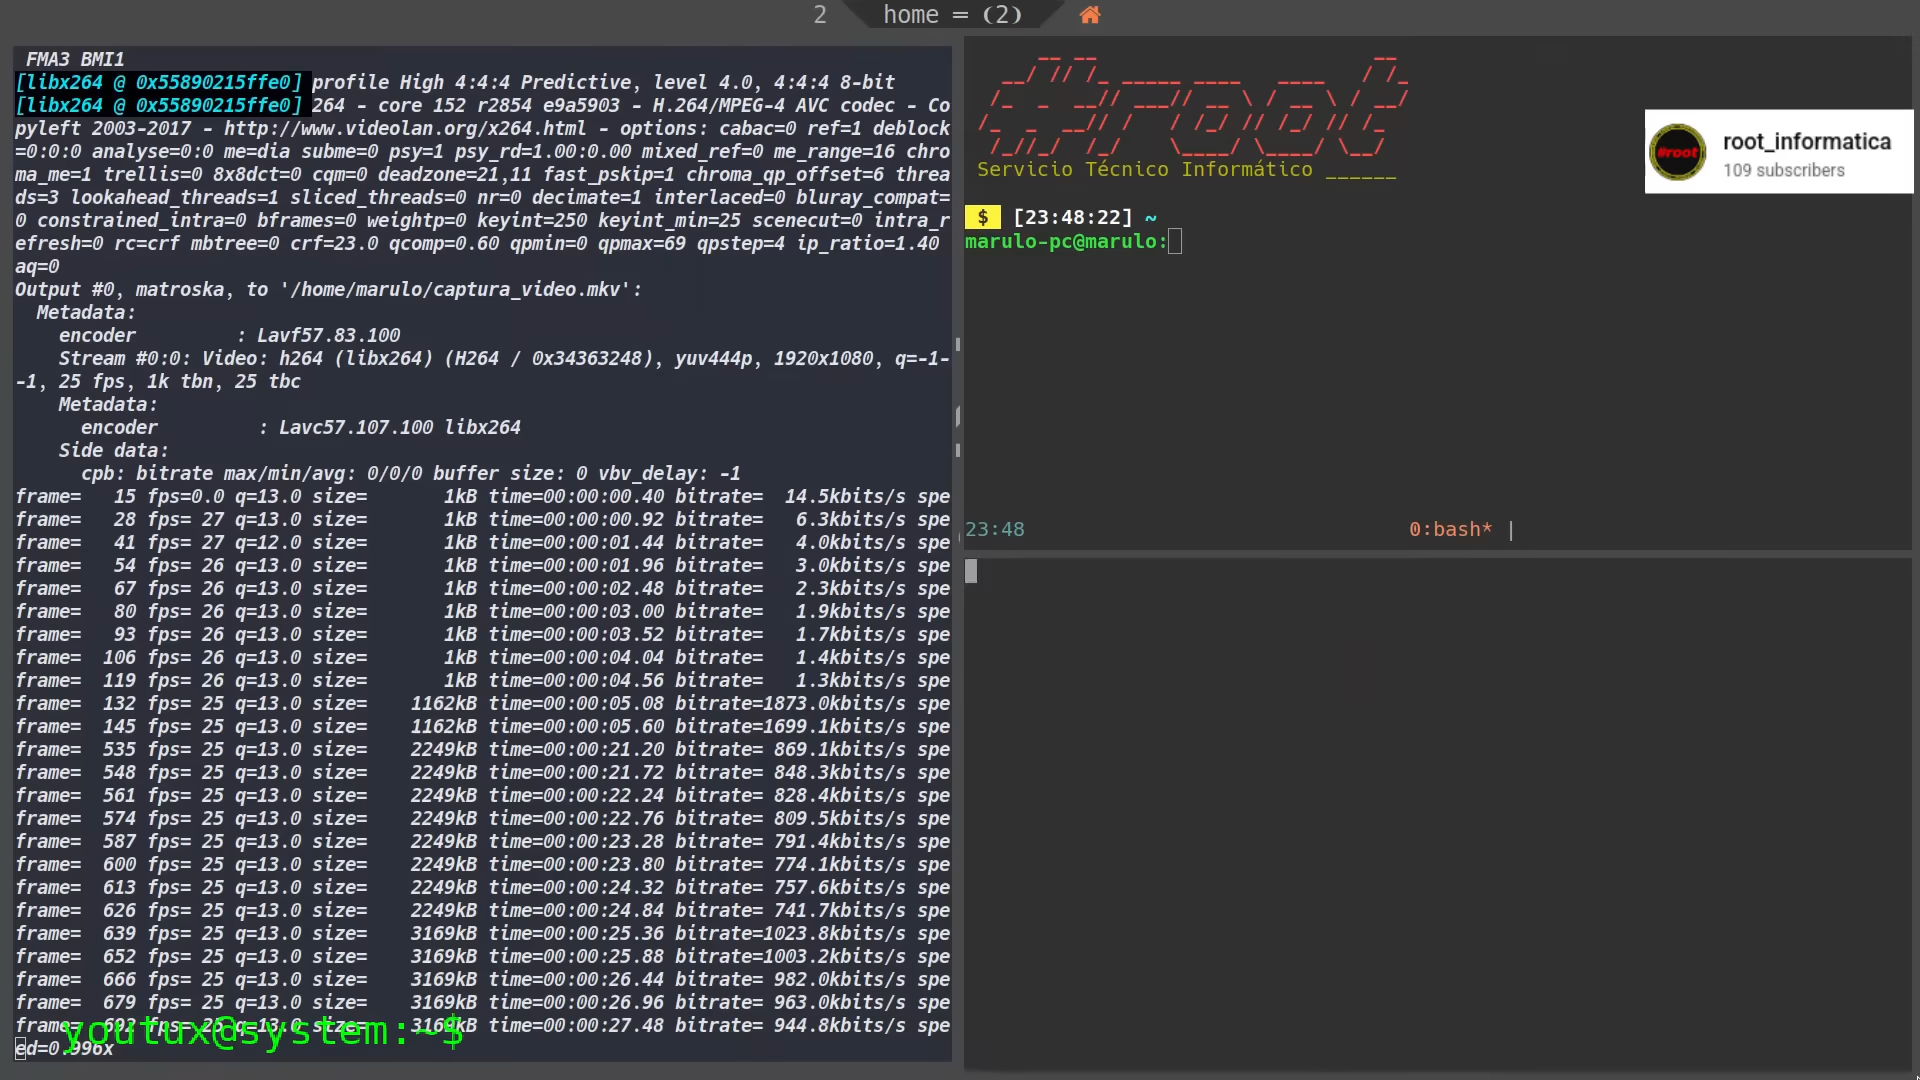 2 home = (2)
FMA3 BMI1
[libx264 @ 0x55890215ffe0] profile High 4:4:4 Predictive, level 4.0, 4:4:4 8-bit
[libx264 @ 0x55890215ffe0] 264 - core 152 r2854 e9a5903 - H.264/MPEG-4 AVC codec - Co
pyleft 2003-2017 - http://www.videolan.org/x264.html - options: cabac=0 ref=1 deblock
=0:0:0 analyse=0:0 me=dia subme=0 psy=1 psy_rd=1.00:0.00 mixed_ref=0 me_range=16 chro
ma_me=1 trellis=0 8x8dct=0 cqm=0 deadzone=21,11 fast_pskip=1 chroma_qp_offset=6 threa
ds=3 lookahead_threads=1 sliced_threads=0 nr=0 decimate=1 interlaced=0 bluray_compat=
0 constrained_intra=0 bframes=0 weightp=0 keyint=250 keyint_min=25 scenecut=0 intra_r
efresh=0 rc=crf mbtree=0 crf=23.0 qcomp=0.60 qpmin=0 qpmax=69 qpstep=4 ip_ratio=1.40
aq=0
Output #0, matroska, to '/home/marulo/captura_video.mkv':
Metadata:
encoder : Lavf57.83.100
Stream #0:0: Video: h264 (libx264) (H264 / 0x34363248), yuv444p, 1920x1080, q=-1-
-1, 25 fps, 1k tbn, 25 tbc
Metadata:
encoder : Lavc57.107.100 libx264
Side data:
cpb: bitrate max/min/avg: 0/0/0 buffer size: 0 vbv_delay: -1
frame= 15 fps=0.0 q=13.0 size= 1kB time=00:00:00.40 bitrate= 14.5kbits/s spe
frame= 28 fps= 27 q=13.0 size= 1kB time=00:00:00.92 bitrate= 6.3kbits/s spe
frame= 41 fps= 27 q=12.0 size= 1kB time=00:00:01.44 bitrate= 4.0kbits/s spe
frame= 54 fps= 26 q=13.0 size= 1kB time=00:00:01.96 bitrate= 3.0kbits/s spe
frame= 67 fps= 26 q=13.0 size= 1kB time=00:00:02.48 bitrate= 2.3kbits/s spe
frame= 80 fps= 26 q=13.0 size= 1kB time=00:00:03.00 bitrate= 1.9kbits/s spe
frame= 93 fps= 26 q=13.0 size= 1kB time=00:00:03.52 bitrate= 1.7kbits/s spe
frame= 106 fps= 26 q=13.0 size= 1kB time=00:00:04.04 bitrate= 1.4kbits/s spe
frame= 119 fps= 26 q=13.0 size= 1kB time=00:00:04.56 bitrate= 1.3kbits/s spe
frame= 132 fps= 25 q=13.0 size= 1162kB time=00:00:05.08 bitrate=1873.0kbits/s spe
frame= 145 fps= 25 q=13.0 size= 1162kB time=00:00:05.60 bitrate=1699.1kbits/s spe
frame= 535 fps= 25 q=13.0 size= 2249kB time=00:00:21.20 bitrate= 869.1kbits/s spe
frame= 548 fps= 25 q=13.0 size= 2249kB time=00:00:21.72 bitrate= 848.3kbits/s spe
frame= 561 fps= 25 q=13.0 size= 2249kB time=00:00:22.24 bitrate= 828.4kbits/s spe
frame= 574 fps= 25 q=13.0 size= 2249kB time=00:00:22.76 bitrate= 809.5kbits/s spe
frame= 587 fps= 25 q=13.0 size= 2249kB time=00:00:23.28 bitrate= 791.4kbits/s spe
frame= 600 fps= 25 q=13.0 size= 2249kB time=00:00:23.80 bitrate= 774.1kbits/s spe
frame= 613 fps= 25 q=13.0 size= 2249kB time=00:00:24.32 bitrate= 757.6kbits/s spe
frame= 626 fps= 25 q=13.0 size= 2249kB time=00:00:24.84 bitrate= 741.7kbits/s spe
frame= 639 fps= 25 q=13.0 size= 3169kB time=00:00:25.36 bitrate=1023.8kbits/s spe
frame= 652 fps= 25 q=13.0 size= 3169kB time=00:00:25.88 bitrate=1003.2kbits/s spe
frame= 666 fps= 25 q=13.0 size= 3169kB time=00:00:26.44 bitrate= 982.0kbits/s spe
frame= 679 fps= 25 q=13.0 size= 3169kB time=00:00:26.96 bitrate= 963.0kbits/s spe
frame= 692 fps= 25 q=13.0 size= 3169kB time=00:00:27.48 bitrate= 944.8kbits/s spe
ed=0.996x
youtux@system:~$
#root
Servicio Técnico Informático ______
$ [23:48:22] ~
marulo-pc@marulo:
23:48 0:bash* |
#root
root_informatica
109 subscribers